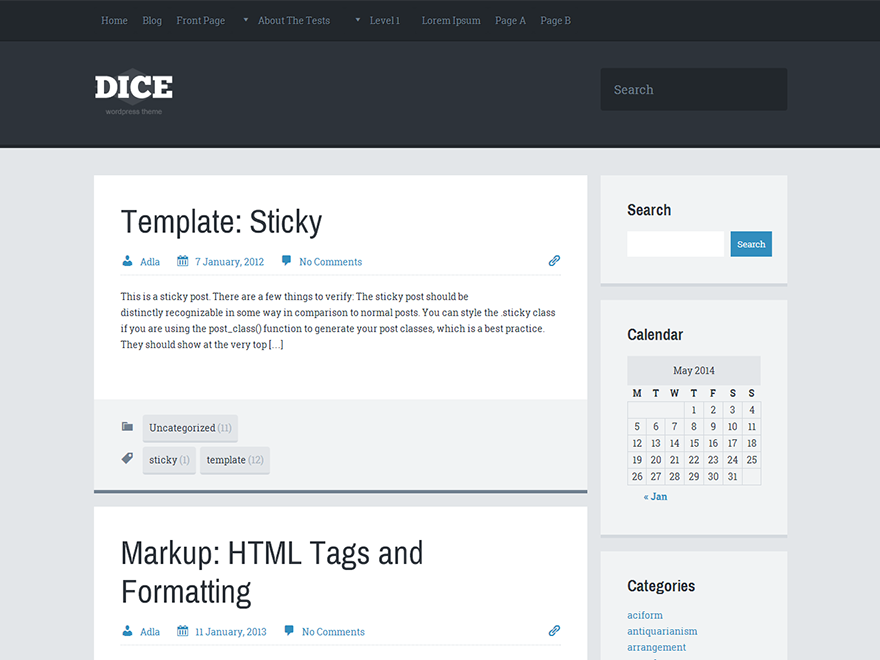 Home Blog Front Page About The Tests Level 1 Lorem Ipsum Page A Page B
DICE
wordpress theme
Search
Template: Sticky
Adla 7 January, 2012 No Comments
This is a sticky post. There are a few things to verify: The sticky post should be
distinctly recognizable in some way in comparison to normal posts. You can style the .sticky class
if you are using the post_class() function to generate your post classes, which is a best practice.
They should show at the very top [...]
Uncategorized (11)
sticky (1) template (12)
Markup: HTML Tags and
Formatting
Adla 11 January, 2013 No Comments
Search
Search
Calendar
May 2014
M T W T F S S
1 2 3 4
5 6 7 8 9 10 11
12 13 14 15 16 17 18
19 20 21 22 23 24 25
26 27 28 29 30 31
« Jan
Categories
aciform
antiquarianism
arrangement